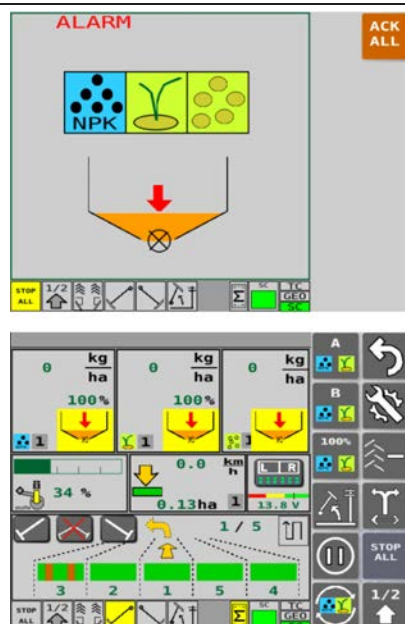 ALARM
ACK
ALL
NPK
STOP
ALL
1/2
Σ
SC
TC
GEO
SC
0 kg/ha
0 kg/ha
0 kg/ha
A
100%
100%
B
1
1
1
100%
34 %
0.0 km/h
0.13ha
1
L R
13.8 V
1 / 5
STOP
ALL
3 2 1 5 4
1/2
STOP
ALL
1/2
Σ
SC
TC
GEO
SC